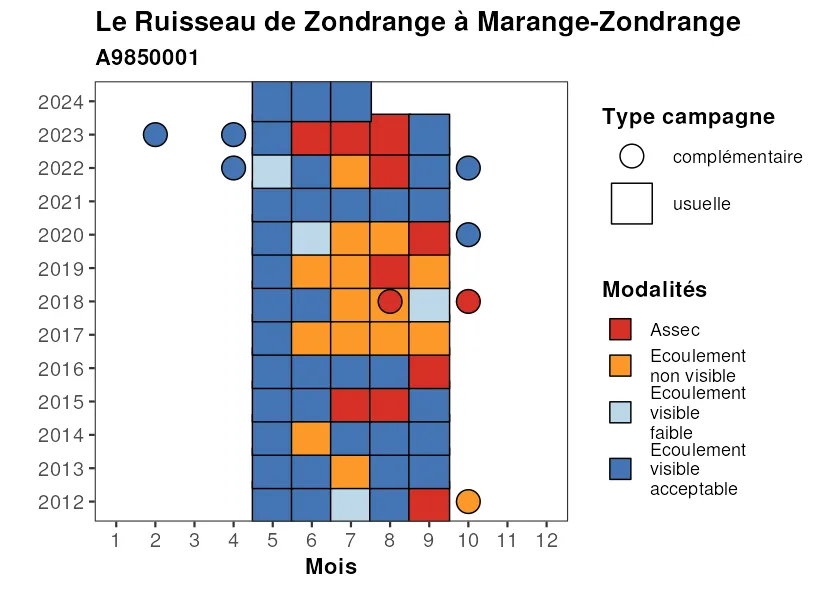 Le Ruisseau de Zondrange à Marange-Zondrange
A9850001
2024
2023
2022
2021
2020
2019
2018
2017
2016
2015
2014
2013
2012
1 2 3 4 5 6 7 8 9 10 11 12
Mois
Type campagne
complémentaire
usuelle
Modalités
Assec
Ecoulement
non visible
Ecoulement
visible
faible
Ecoulement
visible
acceptable